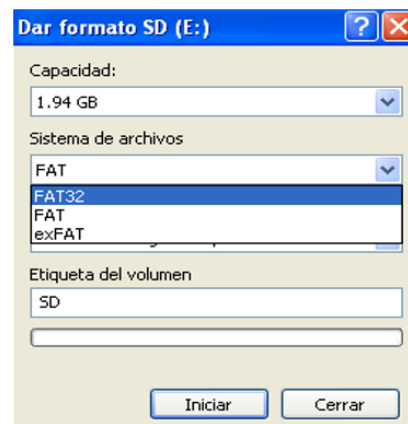 Dar formato SD (E:)
Capacidad:
1.94 GB
Sistema de archivos
FAT
FAT32
FAT
exFAT
Etiqueta del volumen
SD
Iniciar
Cerrar